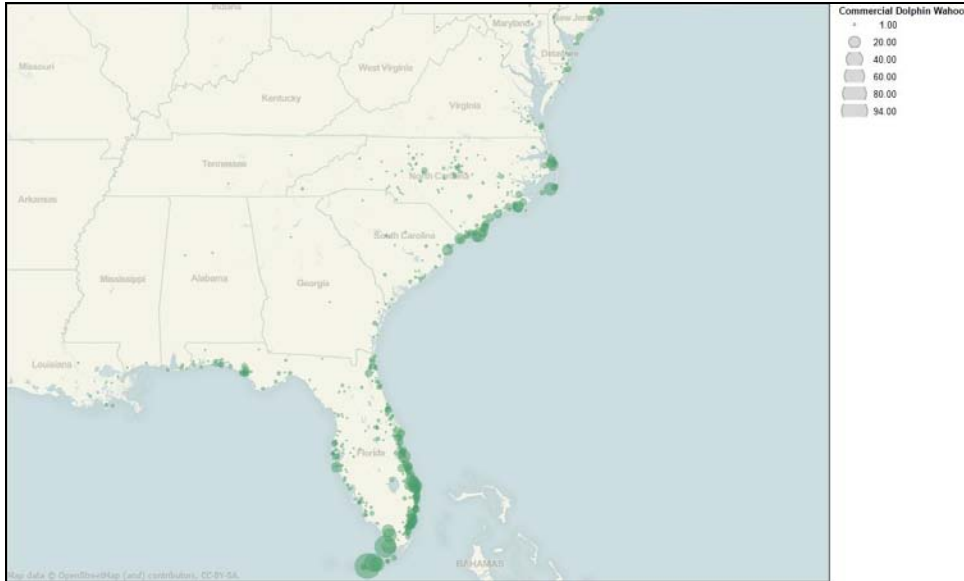 Commercial Dolphin Wahoo
1.00
20.00
40.00
60.00
80.00
94.00
Indiana
Maryland
New Jersey
Missouri
Delaware
West Virginia
Kentucky
Virginia
Tennessee
North Carolina
Arkansas
South Carolina
Mississippi
Alabama
Georgia
Louisiana
Florida
BAHAMAS
Map data © OpenStreetMap (and) contributors, CC-BY-SA.